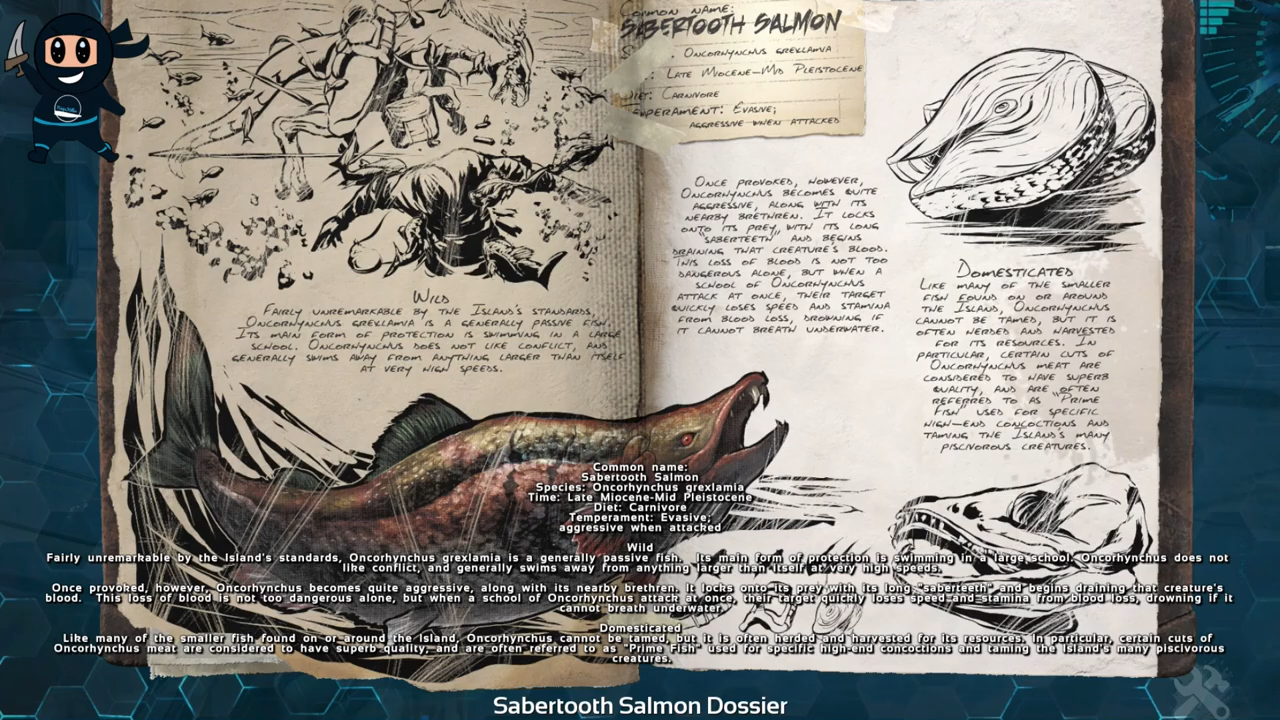 Common name:
Sabertooth Salmon
Oncorhynchus grexlamia
Late Miocene-Mid Pleistocene
Diet: Carnivore
Temperament: Evasive;
aggressive when attacked
Once provoked, however,
Oncorhynchus becomes quite
aggressive, along with its
nearby brethren. It locks
onto its prey, with its long
"saberteeth" and begins
draining that creature's blood.
This loss of blood is not too
dangerous alone, but when a
school of Oncorhynchus
attack at once, their target
quickly loses speed and stamina
from blood loss, drowning if
it cannot breath underwater.
Domesticated
Like many of the smaller
fish found on or around
the Island, Oncorhynchus
cannot be tamed, but it is
often herded and harvested
for its resources. In
particular, certain cuts of
Oncorhynchus meat are
considered to have superb
quality, and are often
referred to as "Prime
Fish" used for specific
high-end concoctions and
taming the Island's many
piscivorous creatures.
Wild
Fairly unremarkable by the Island's standards,
Oncorhynchus grexlamia is a generally passive fish.
Its main form of protection is swimming in a large
school. Oncorhynchus does not like conflict, and
generally swims away from anything larger than itself
at very high speeds.
Common name:
Sabertooth Salmon
Species: Oncorhynchus grexlamia
Time: Late Miocene-Mid Pleistocene
Diet: Carnivore
Temperament: Evasive;
aggressive when attacked
Wild
Fairly unremarkable by the Island's standards, Oncorhynchus grexlamia is a generally passive fish. Its main form of protection is swimming in a large school. Oncorhynchus does not
like conflict, and generally swims away from anything larger than itself at very high speeds.
Once provoked, however, Oncorhynchus becomes quite aggressive, along with its nearby brethren. It locks onto its prey with its long "saberteeth" and begins draining that creature's
blood. This loss of blood is not too dangerous alone, but when a school of Oncorhynchus attack at once, their target quickly loses speed and stamina from blood loss, drowning if it
cannot breath underwater.
Domesticated
Like many of the smaller fish found on or around the Island, Oncorhynchus cannot be tamed, but it is often herded and harvested for its resources. In particular, certain cuts of
Oncorhynchus meat are considered to have superb quality, and are often referred to as "Prime Fish" used for specific high-end concoctions and taming the Island's many piscivorous
creatures.
Sabertooth Salmon Dossier